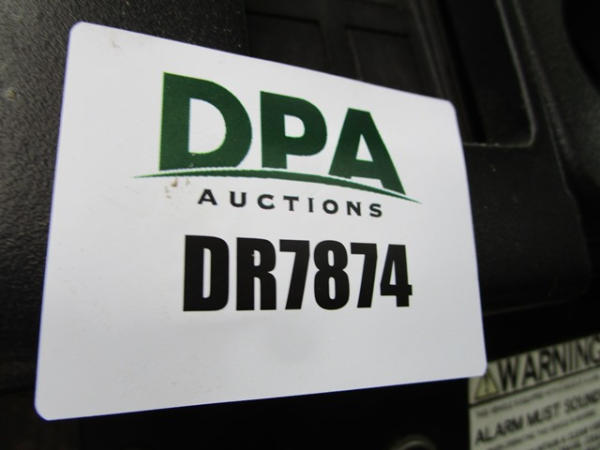 DPA
AUCTIONS
DR7874
WARNING
ALARM MUST SOUND